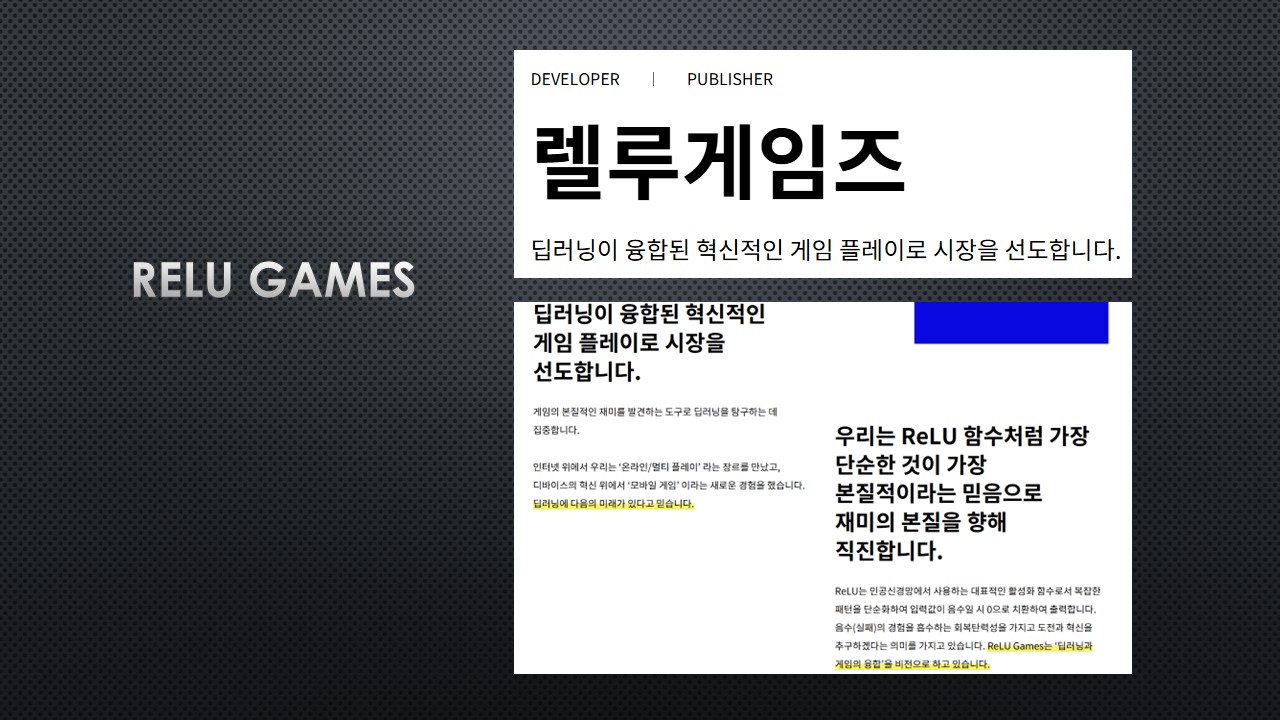 RELU GAMES
DEVELOPER | PUBLISHER
렐루게임즈
딥러닝이 융합된 혁신적인 게임 플레이로 시장을 선도합니다.
딥러닝이 융합된 혁신적인
게임 플레이로 시장을
선도합니다.
게임의 본질적인 재미를 발견하는 도구로 딥러닝을 탐구하는 데
집중합니다.
인터넷 위에서 우리는 ‘온라인/멀티 플레이’ 라는 장르를 만났고,
디바이스의 혁신 위에서 ‘모바일 게임’ 이라는 새로운 경험을 했습니다.
딥러닝에 다음의 미래가 있다고 믿습니다.
우리는 ReLU 함수처럼 가장
단순한 것이 가장
본질적이라는 믿음으로
재미의 본질을 향해
직진합니다.
ReLU는 인공신경망에서 사용하는 대표적인 활성화 함수로서 복잡한
패턴을 단순화하여 입력값이 음수일 시 0으로 치환하여 출력합니다.
음수(실패)의 경험을 흡수하는 회복탄력성을 가지고 도전과 혁신을
추구하겠다는 의미를 가지고 있습니다. ReLU Games는 ‘딥러닝과
게임의 융합’을 비전으로 하고 있습니다.